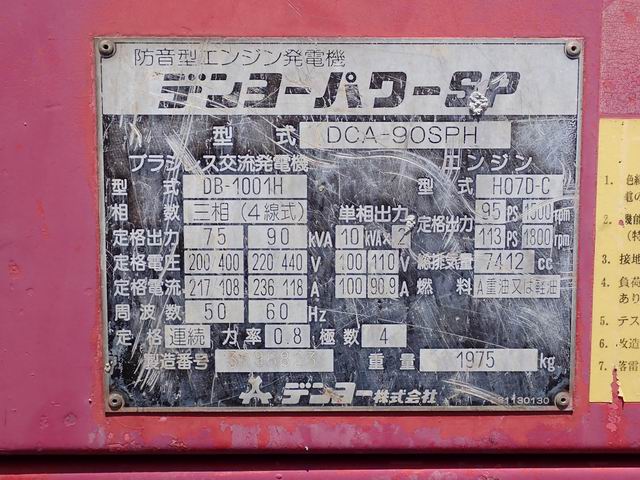 防音型エンジン発電機
デンヨーパワーSP
型式 DCA-90SPH
ブラシレス交流発電機 エンジン
型式 DB-1001H 型式 H07D-C
相数 三相(4線式) 単相出力 定格出力 95 PS 1500 rpm
定格出力 75 90 kVA 10 kVA×2 113 PS 1800 rpm
定格電圧 200 400 220 440 V 100 110 V 総排気量 7412 cc
定格電流 217 108 236 118 A 100 90.9 A 燃料 A重油又は軽油
周波数 50 60 Hz
定格 連続 力率 0.8 極数 4
製造番号 重量 1975 kg
デンヨー株式会社
1.
2. 機能
(特
3. 接地
4. 負荷
あり
5. テス
6. 改造
7. 落雷